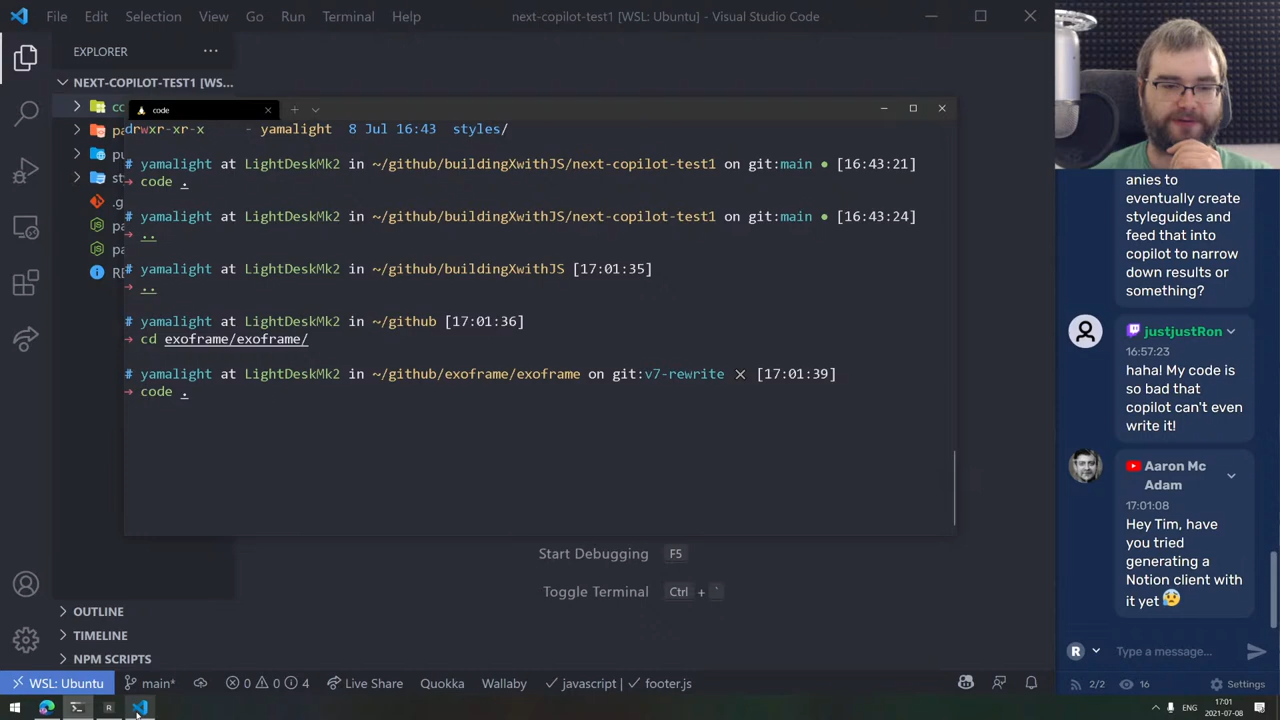 File Edit Selection View Go Run Terminal Help
next-copilot-test1 [WSL: Ubuntu] - Visual Studio Code
EXPLORER
NEXT-COPILOT-TEST1 [WS...
code
drwxr-xr-x - yamalight 8 Jul 16:43 styles/
# yamalight at LightDeskMk2 in ~/github/buildingXwithJS/next-copilot-test1 on git:main ● [16:43:21]
→ code .
# yamalight at LightDeskMk2 in ~/github/buildingXwithJS/next-copilot-test1 on git:main ● [16:43:24]
→ ..
# yamalight at LightDeskMk2 in ~/github/buildingXwithJS [17:01:35]
→ ..
# yamalight at LightDeskMk2 in ~/github [17:01:36]
→ cd exoframe/exoframe/
# yamalight at LightDeskMk2 in ~/github/exoframe/exoframe on git:v7-rewrite ✕ [17:01:39]
→ code .
Start Debugging F5
Toggle Terminal Ctrl + `
OUTLINE
TIMELINE
NPM SCRIPTS
WSL: Ubuntu main* 0 0 4 Live Share Quokka Wallaby javascript | ✓ footer.js
anies to
eventually create
styleguides and
feed that into
copilot to narrow
down results or
something?
justjustRon
16:57:23
haha! My code is
so bad that
copilot can't even
write it!
Aaron Mc
Adam
17:01:08
Hey Tim, have
you tried
generating a
Notion client with
it yet 😰
R Type a message...
2/2 16 Settings
ENG 17:01
2021-07-08